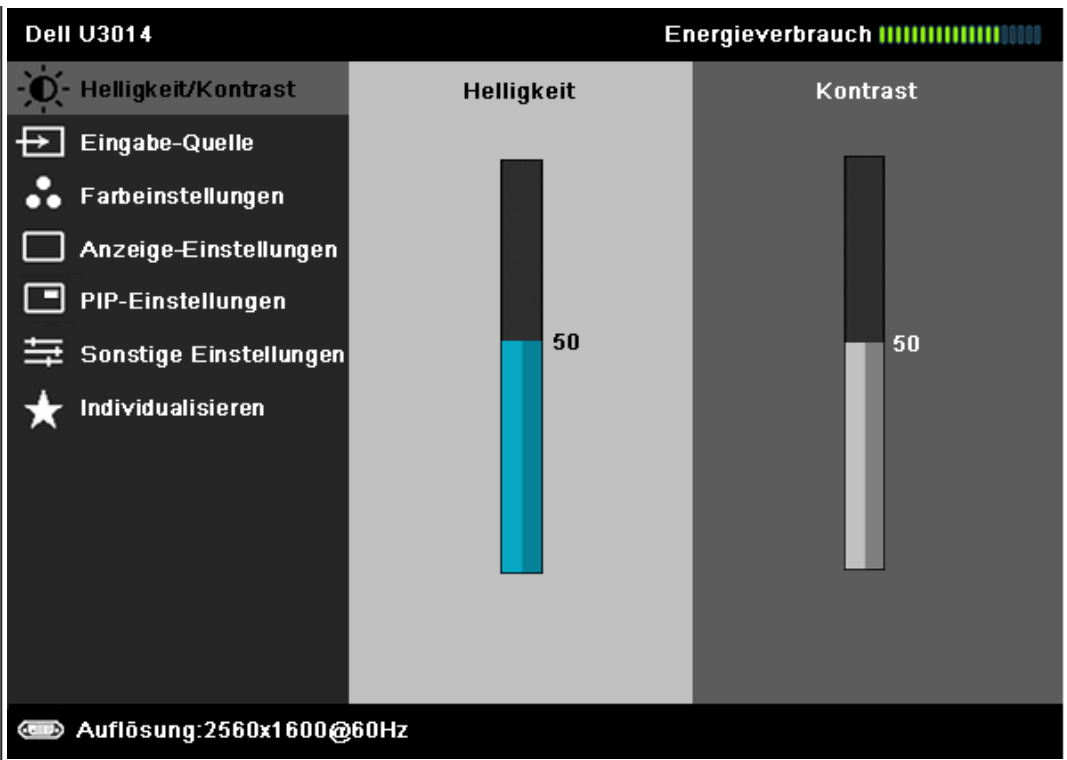 Dell U3014
Energieverbrauch
Helligkeit/Kontrast
Eingabe-Quelle
Farbeinstellungen
Anzeige-Einstellungen
PIP-Einstellungen
Sonstige Einstellungen
Individualisieren
Helligkeit
50
Kontrast
50
Auflösung:2560x1600@60Hz